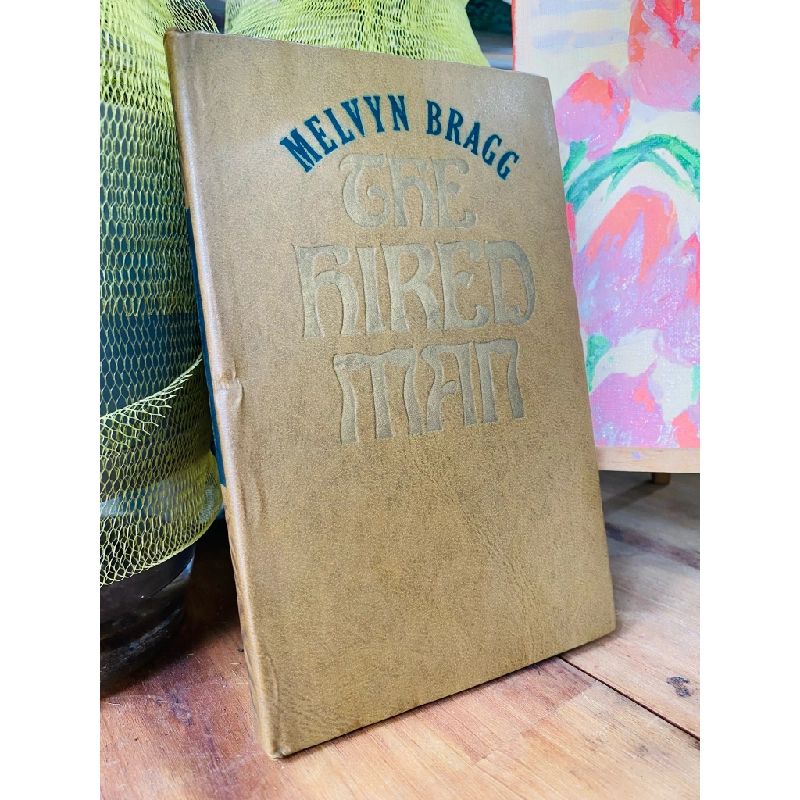 MELVYN BRAGG
THE
HIRED
MAN